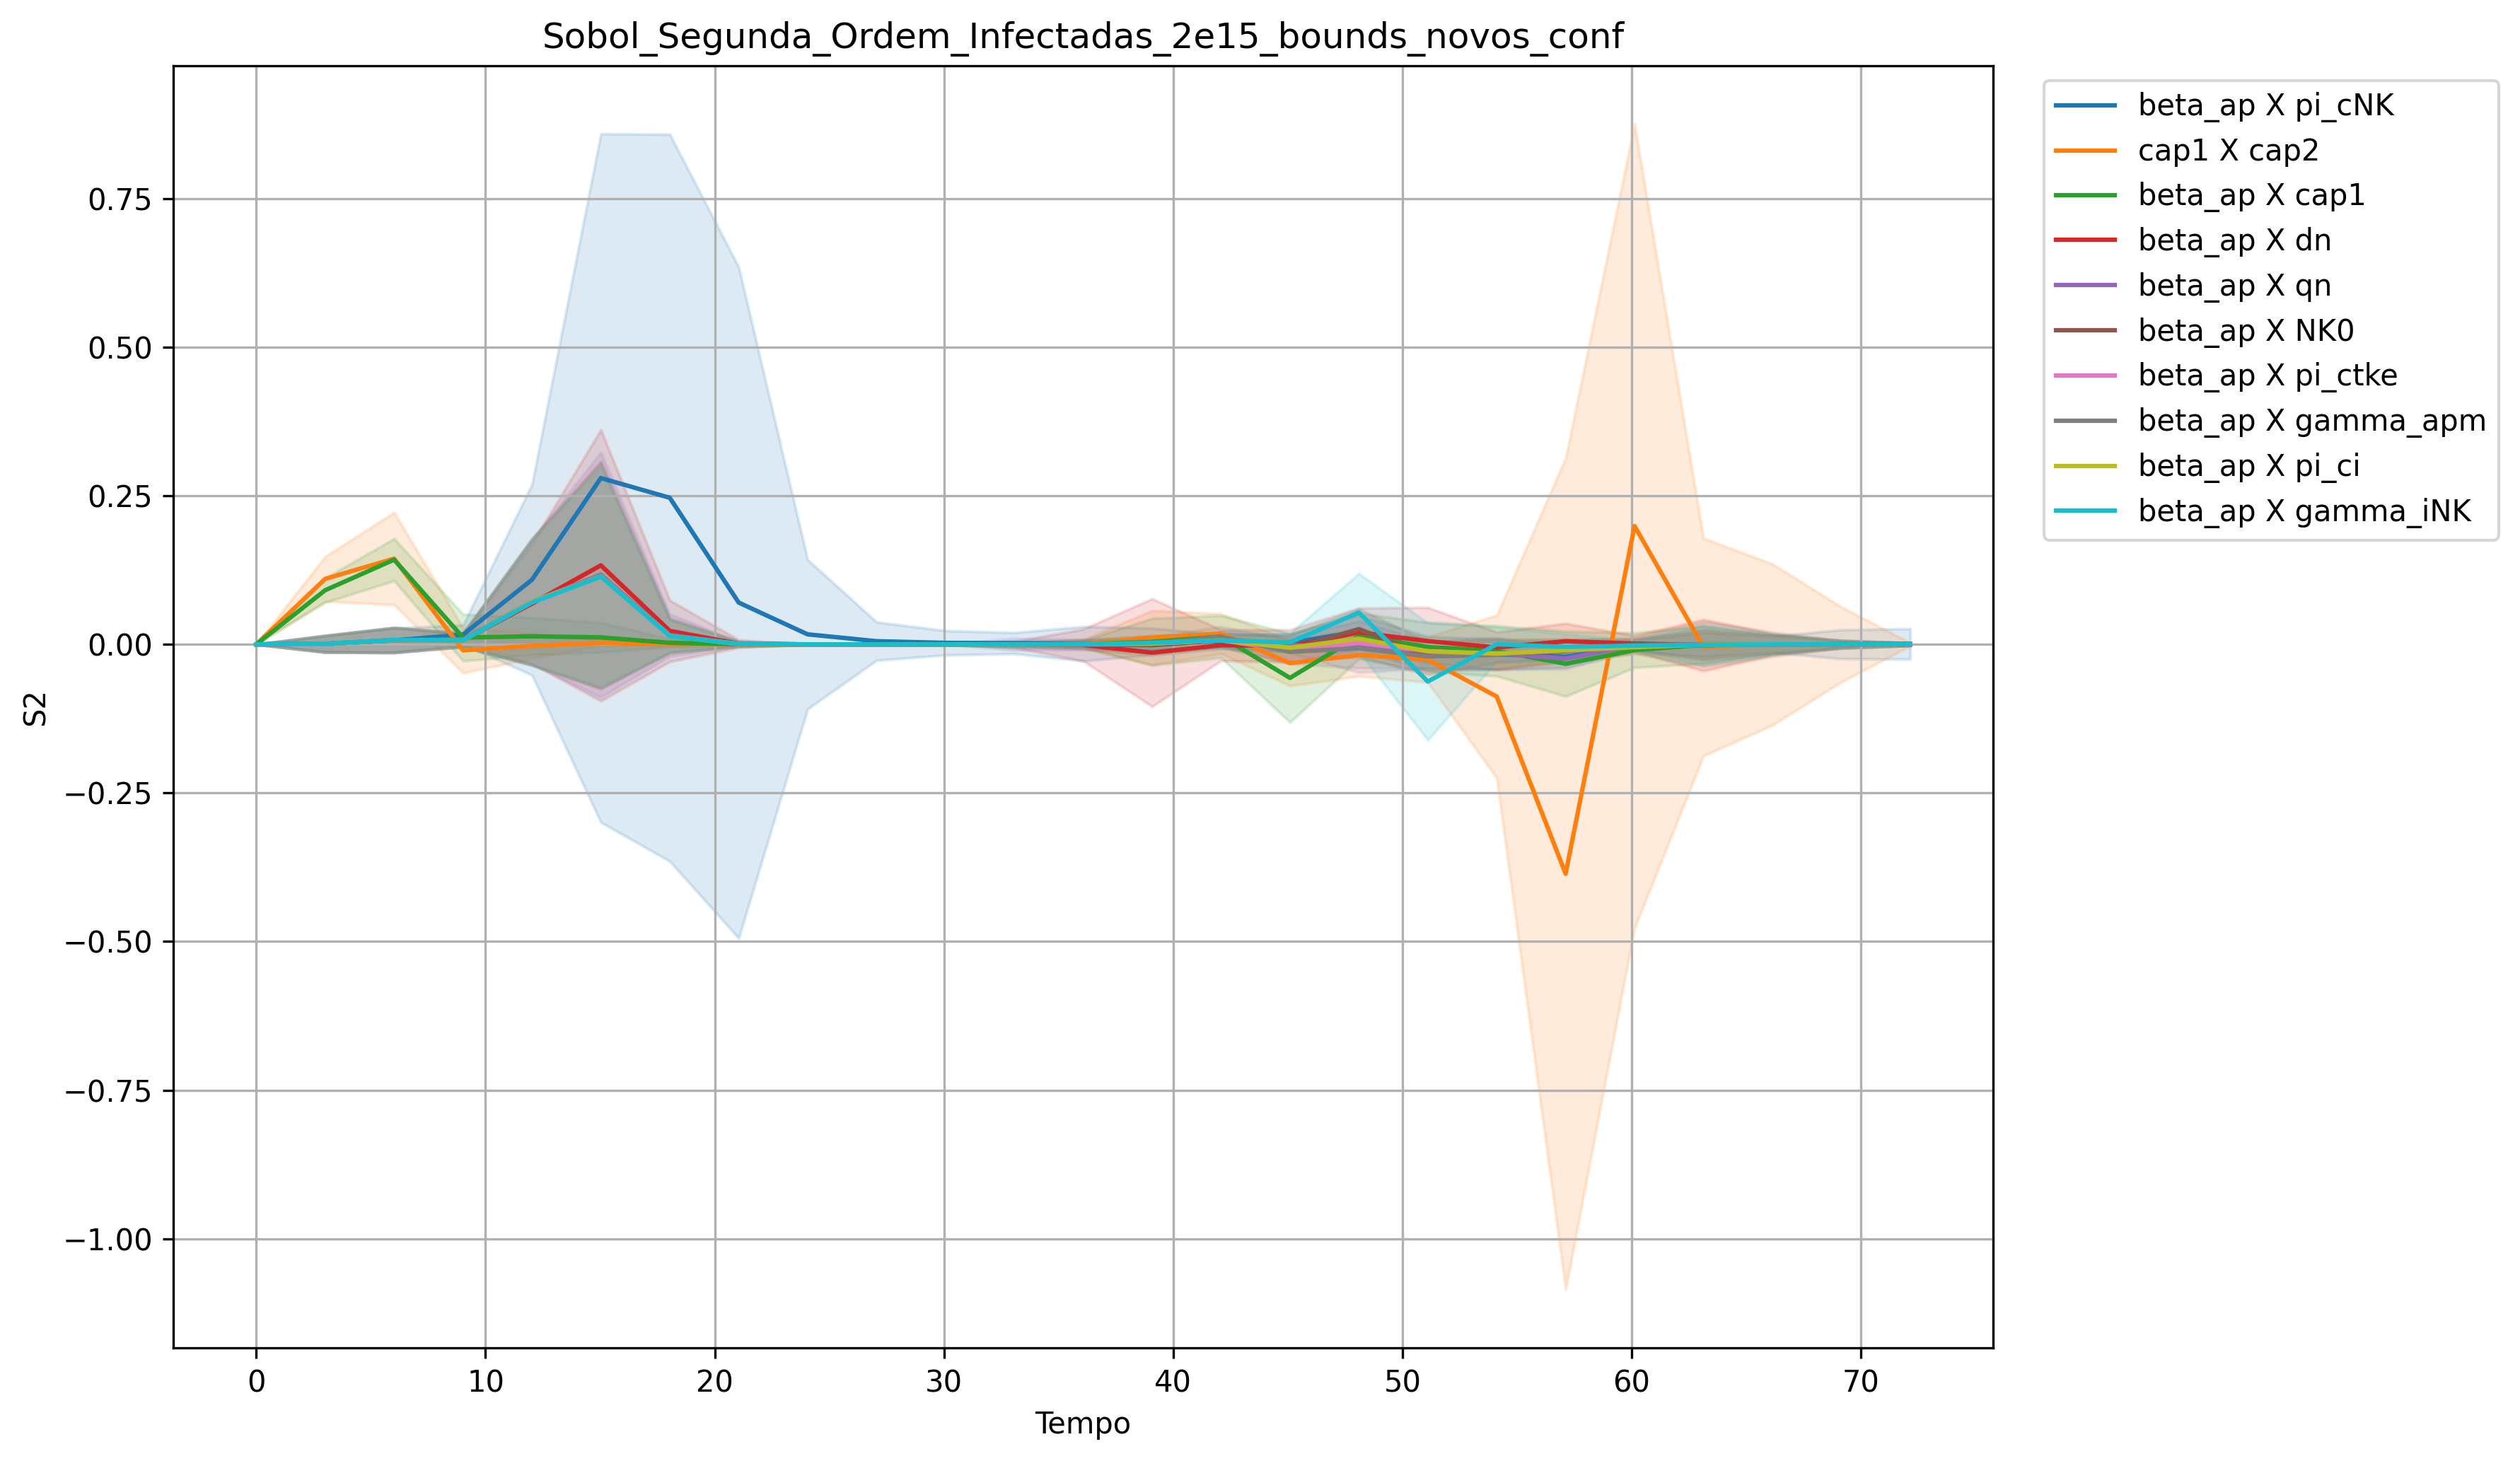 Sobol_Segunda_Ordem_Infectadas_2e15_bounds_novos_conf
beta_ap X pi_cNK
cap1 X cap2
beta_ap X cap1
beta_ap X dn
beta_ap X qn
beta_ap X NK0
beta_ap X pi_ctke
beta_ap X gamma_apm
beta_ap X pi_ci
beta_ap X gamma_iNK
S2
0.75
0.50
0.25
0.00
−0.25
−0.50
−0.75
−1.00
0 10 20 30 40 50 60 70
Tempo